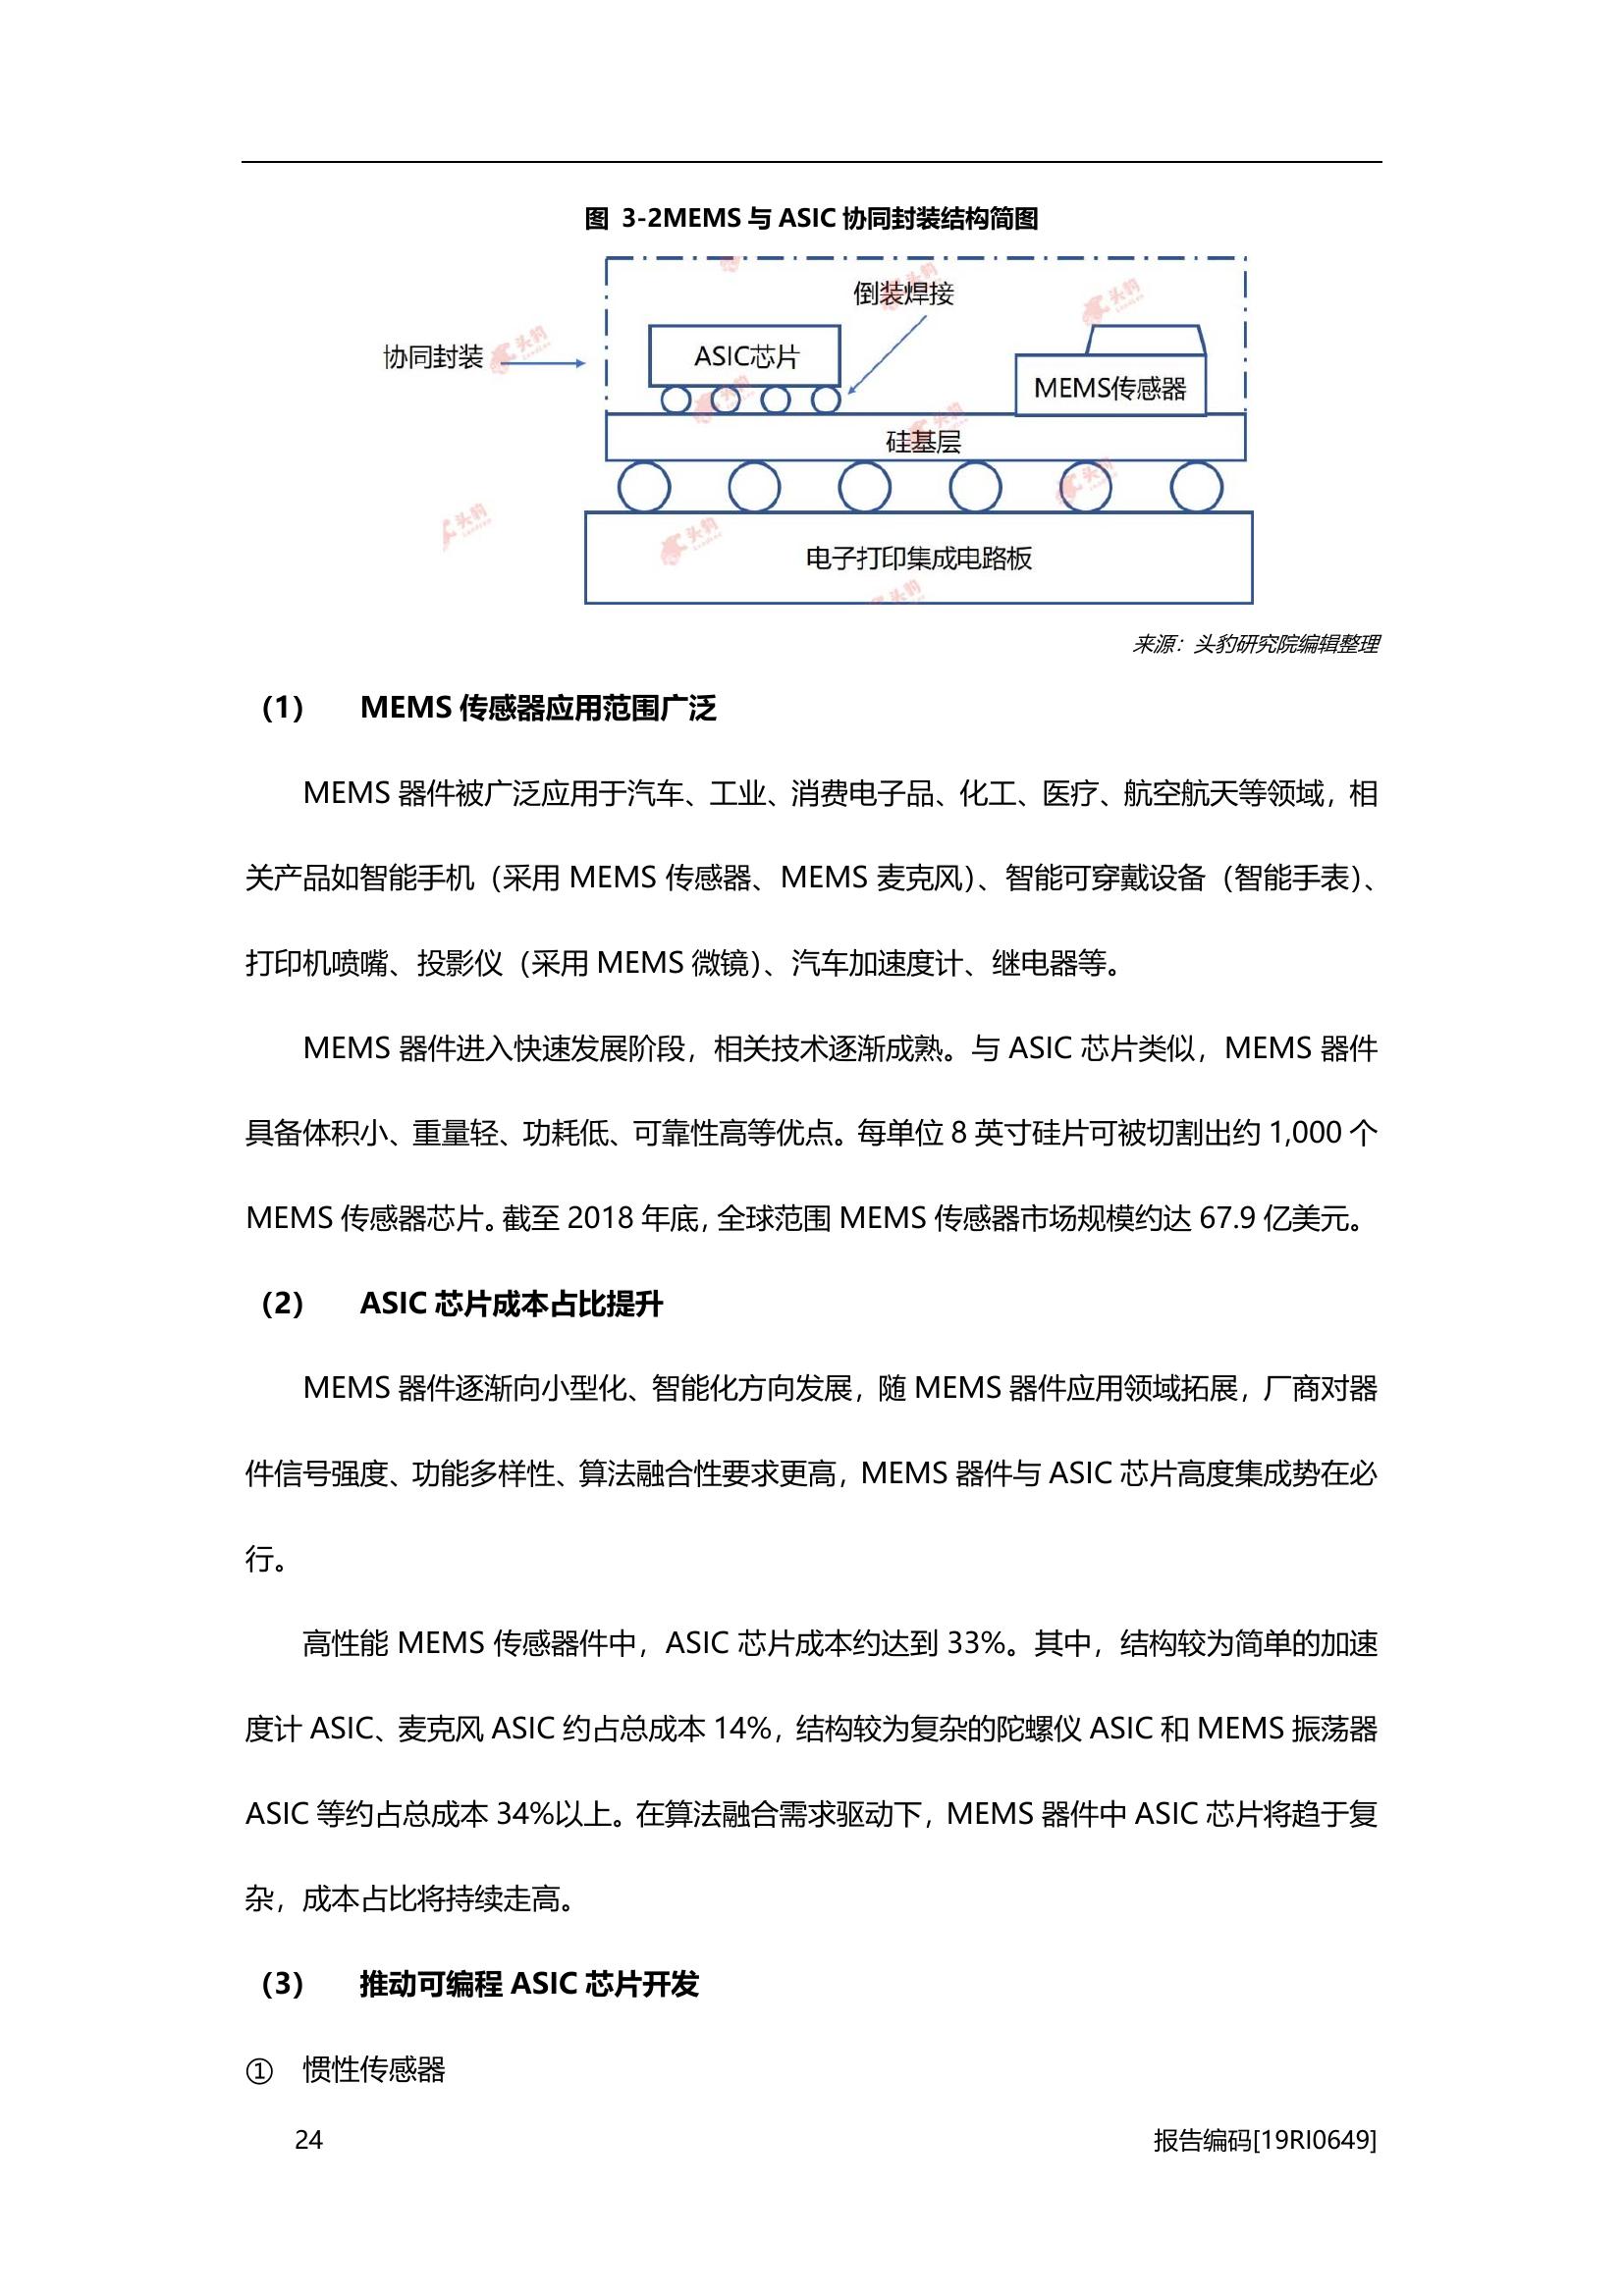 图 3-2MEMS 与 ASIC 协同封装结构简图
倒装焊接
协同封装
ASIC芯片
MEMS传感器
硅基层
电子打印集成电路板
来源：头豹研究院编辑整理
（1） MEMS 传感器应用范围广泛
MEMS 器件被广泛应用于汽车、工业、消费电子品、化工、医疗、航空航天等领域，相
关产品如智能手机（采用 MEMS 传感器、MEMS 麦克风）、智能可穿戴设备（智能手表）、
打印机喷嘴、投影仪（采用 MEMS 微镜）、汽车加速度计、继电器等。
MEMS 器件进入快速发展阶段，相关技术逐渐成熟。与 ASIC 芯片类似，MEMS 器件
具备体积小、重量轻、功耗低、可靠性高等优点。每单位 8 英寸硅片可被切割出约 1,000 个
MEMS 传感器芯片。截至 2018 年底，全球范围 MEMS 传感器市场规模约达 67.9 亿美元。
（2） ASIC 芯片成本占比提升
MEMS 器件逐渐向小型化、智能化方向发展，随 MEMS 器件应用领域拓展，厂商对器
件信号强度、功能多样性、算法融合性要求更高，MEMS 器件与 ASIC 芯片高度集成势在必
行。
高性能 MEMS 传感器件中，ASIC 芯片成本约达到 33%。其中，结构较为简单的加速
度计 ASIC、麦克风 ASIC 约占总成本 14%，结构较为复杂的陀螺仪 ASIC 和 MEMS 振荡器
ASIC 等约占总成本 34%以上。在算法融合需求驱动下，MEMS 器件中 ASIC 芯片将趋于复
杂，成本占比将持续走高。
（3） 推动可编程 ASIC 芯片开发
① 惯性传感器
24 报告编码[19RI0649]